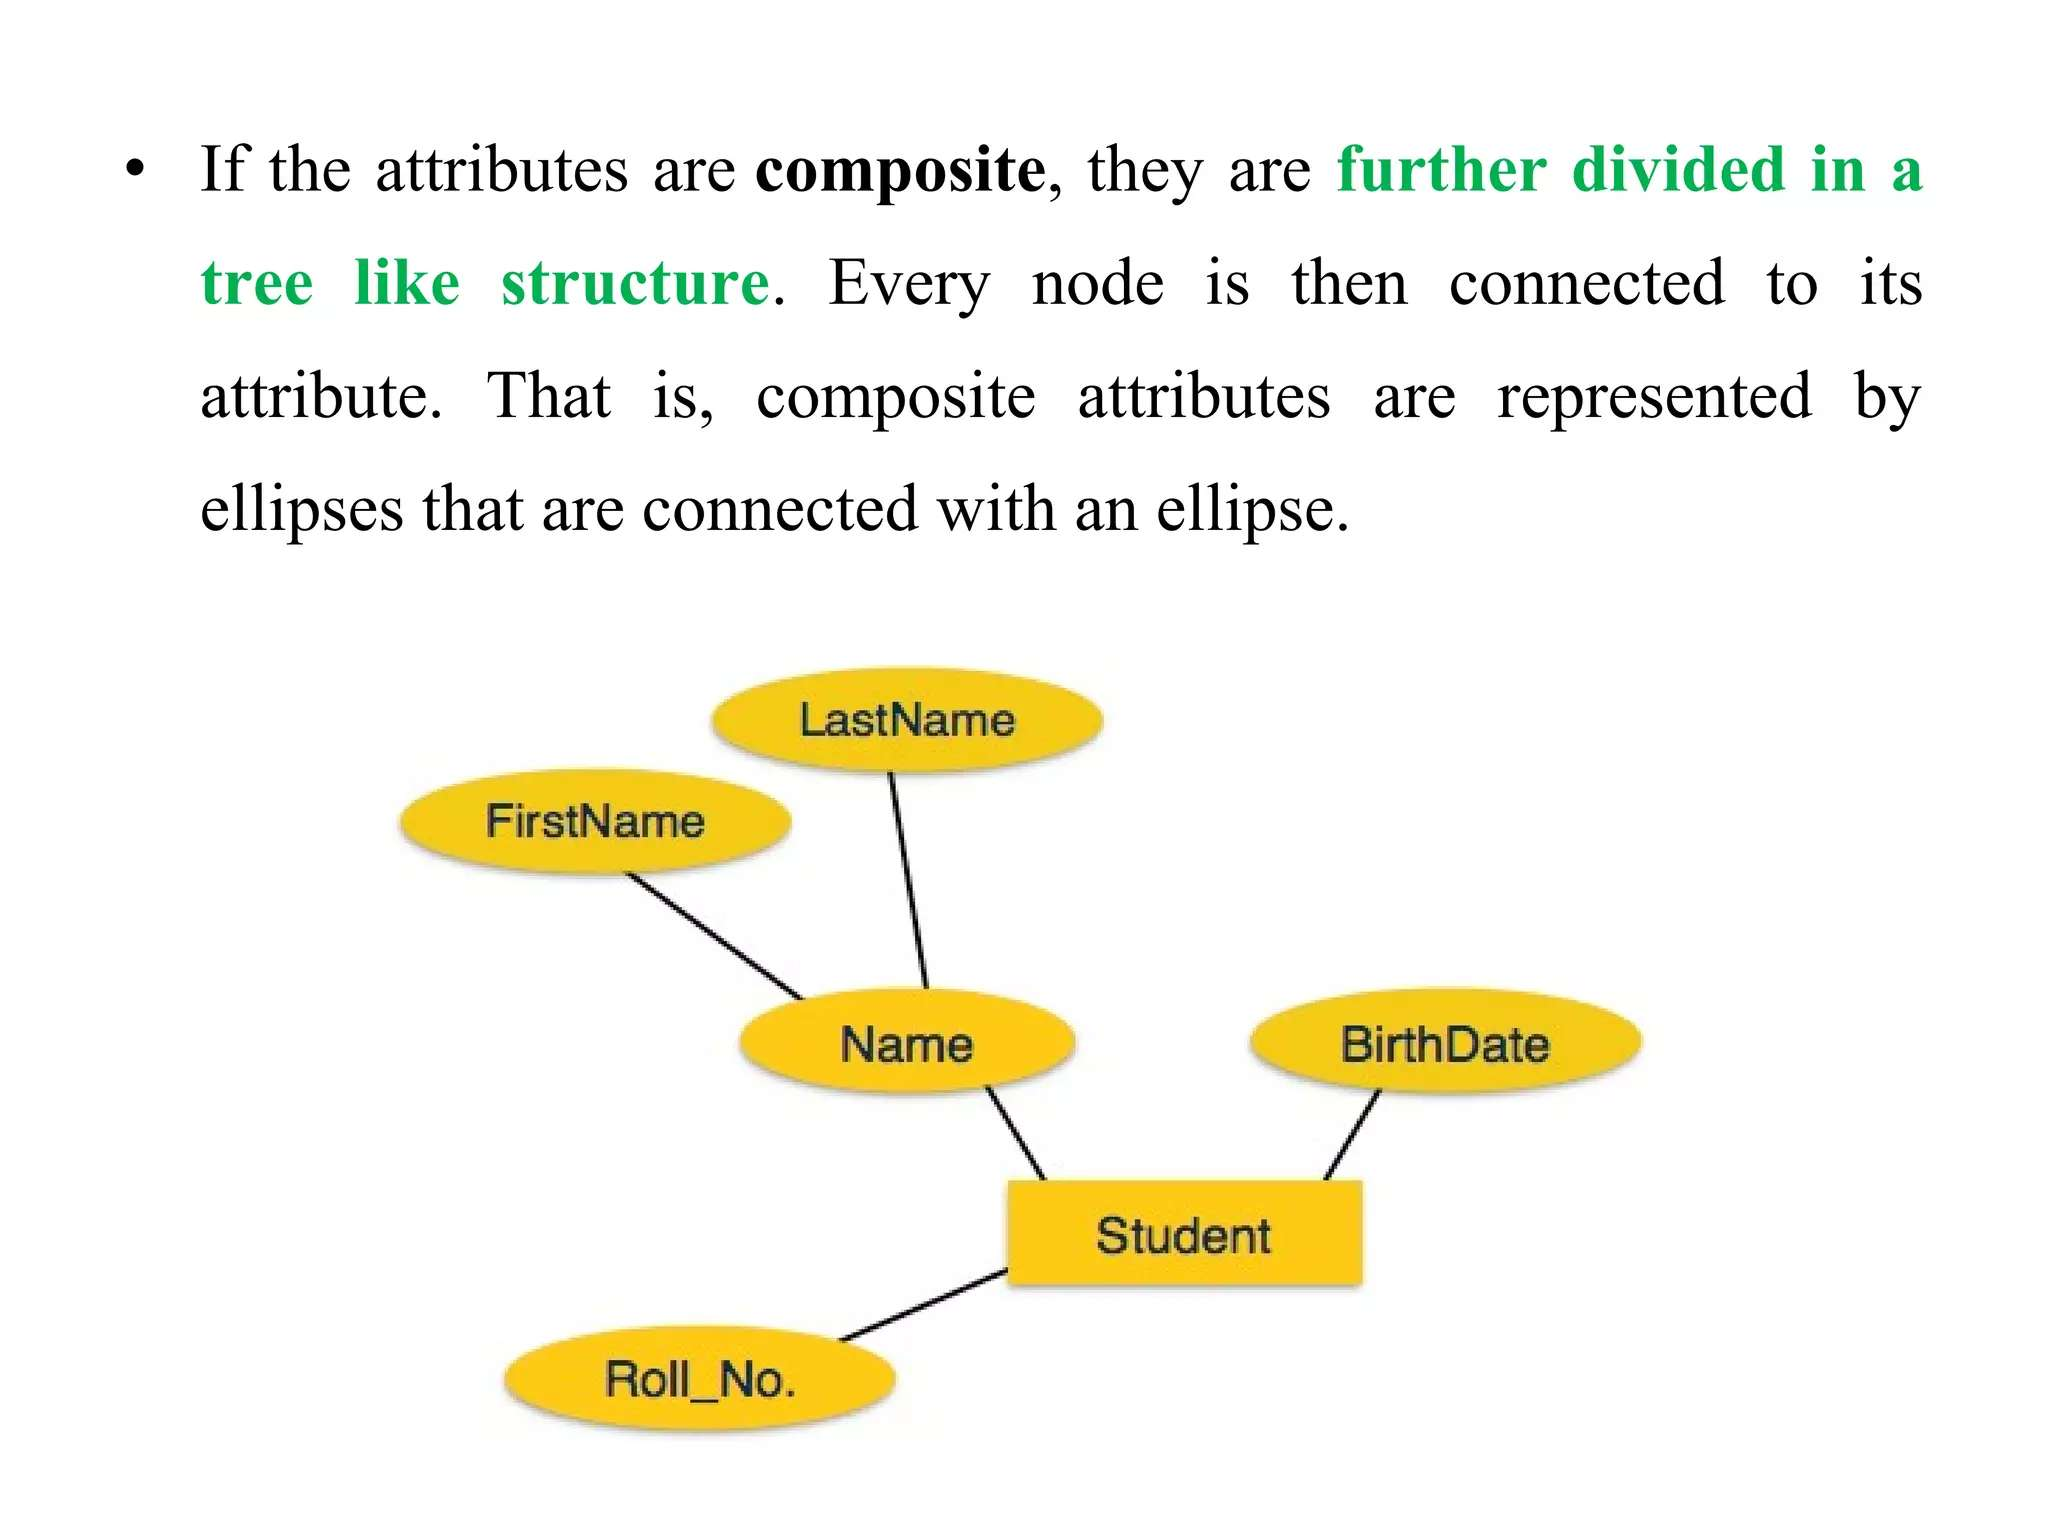 • If the attributes are composite, they are further divided in a
tree like structure. Every node is then connected to its
attribute. That is, composite attributes are represented by
ellipses that are connected with an ellipse.
LastName
FirstName
Name
BirthDate
Student
Roll_No.